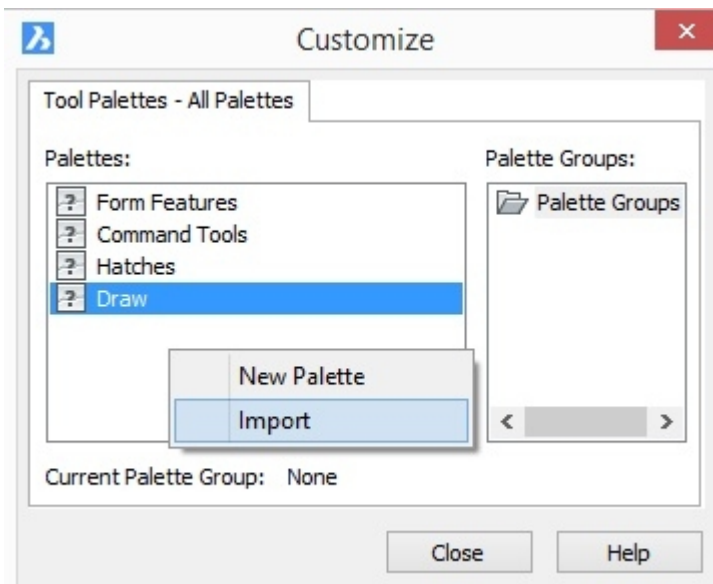 Customize
Tool Palettes - All Palettes
Palettes:
Form Features
Command Tools
Hatches
Draw
New Palette
Import
Palette Groups:
Palette Groups
Current Palette Group: None
Close
Help